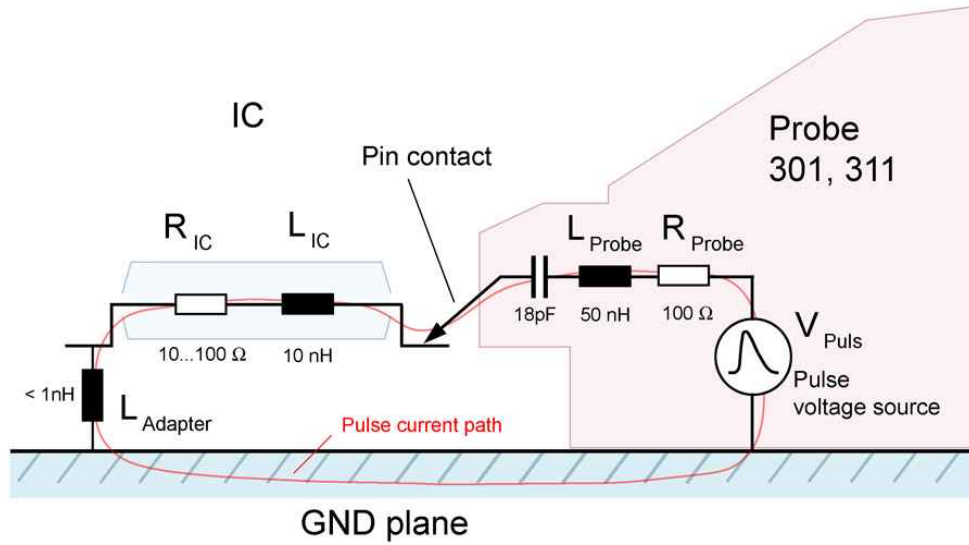 IC
Probe
301, 311
Pin contact
R IC
L IC
L Probe
R Probe
10...100 Ω
10 nH
18pF
50 nH
100 Ω
V Puls
Pulse
voltage source
< 1nH
L Adapter
Pulse current path
GND plane